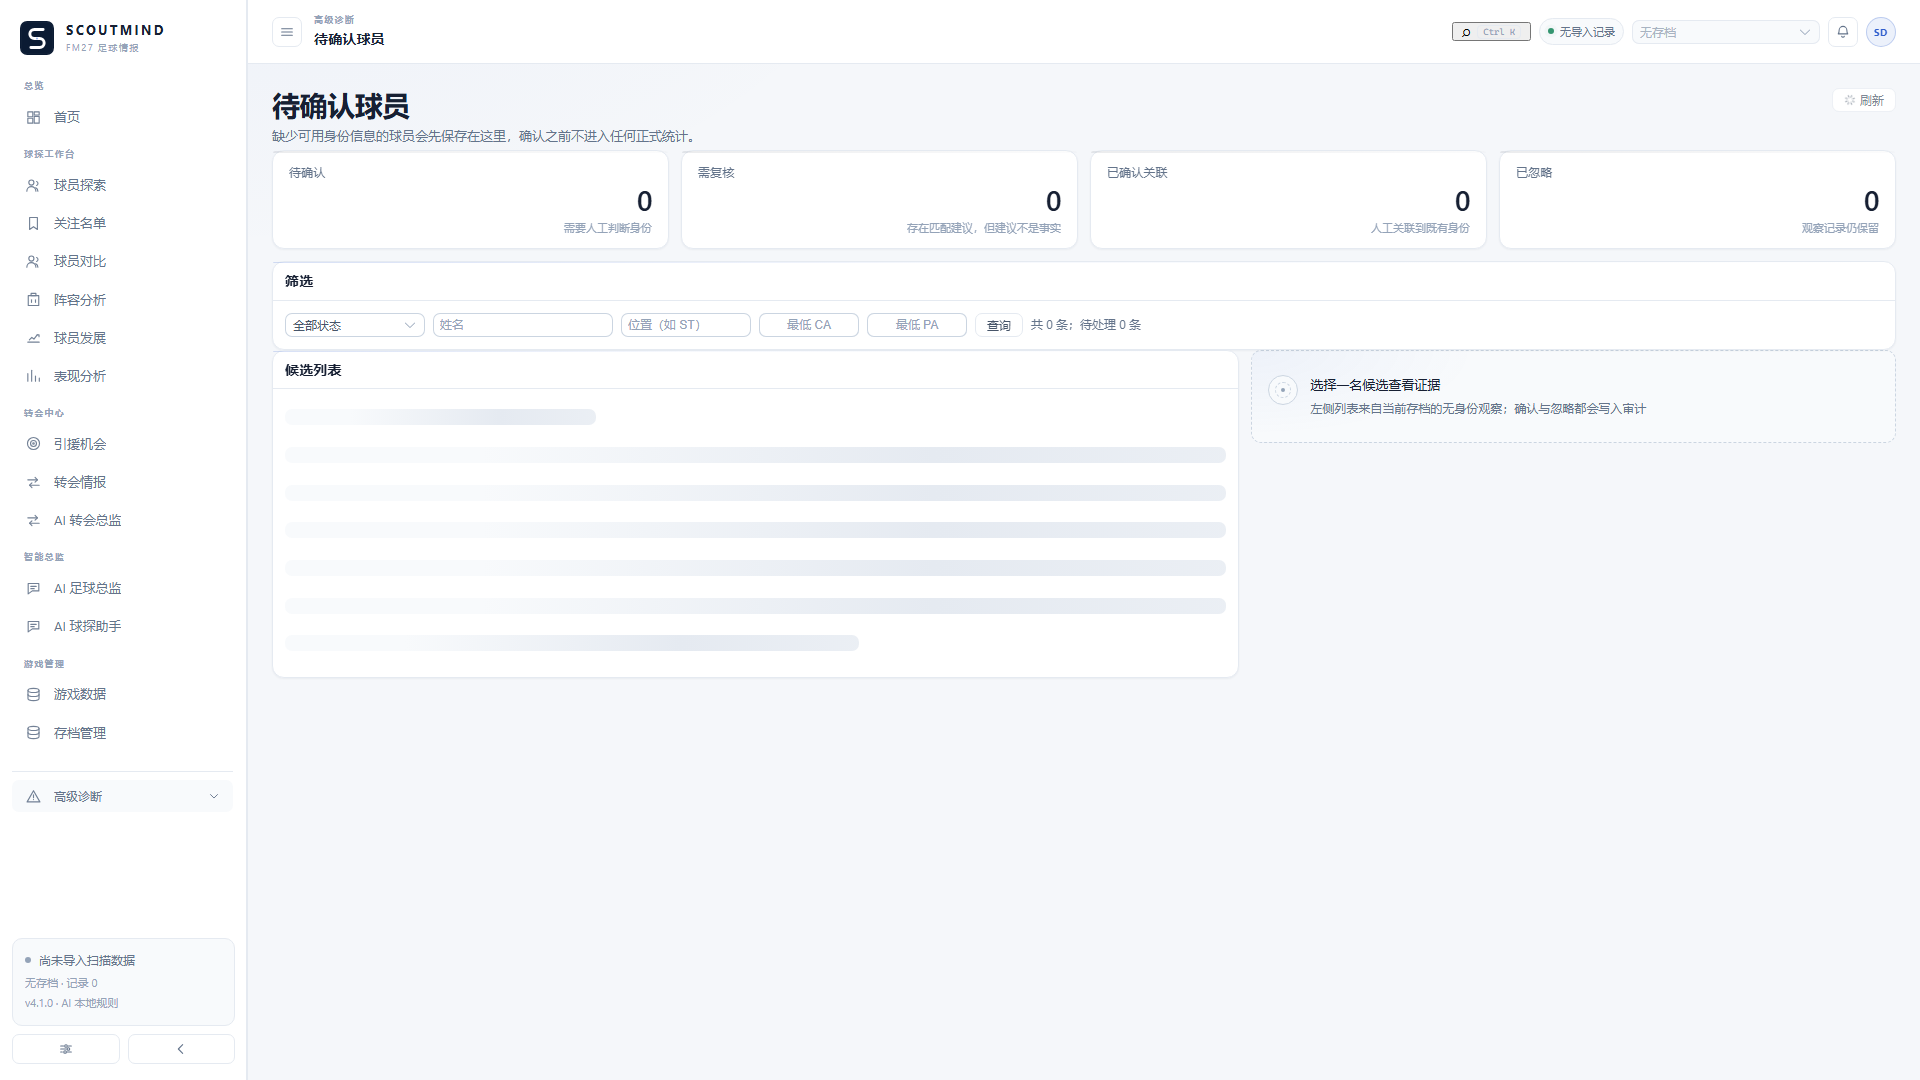 SCOUTMIND
FM27 足球情报
总览
首页
球探工作台
球员探索
关注名单
球员对比
阵容分析
球员发展
表现分析
转会中心
引援机会
转会情报
AI 转会总监
智能总监
AI 足球总监
AI 球探助手
游戏管理
游戏数据
存档管理
高级诊断
尚未导入扫描数据
无存档 · 记录 0
v4.1.0 · AI 本地规则
高级诊断
待确认球员
Ctrl K
无导入记录
无存档
SD
待确认球员
缺少可用身份信息的球员会先保存在这里，确认之前不进入任何正式统计。
刷新
待确认
0
需要人工判断身份
需复核
0
存在匹配建议，但建议不是事实
已确认关联
0
人工关联到既有身份
已忽略
0
观察记录仍保留
筛选
全部状态
姓名
位置（如 ST）
最低 CA
最低 PA
查询
共 0 条；待处理 0 条
候选列表
选择一名候选查看证据
左侧列表来自当前存档的无身份观察；确认与忽略都会写入审计